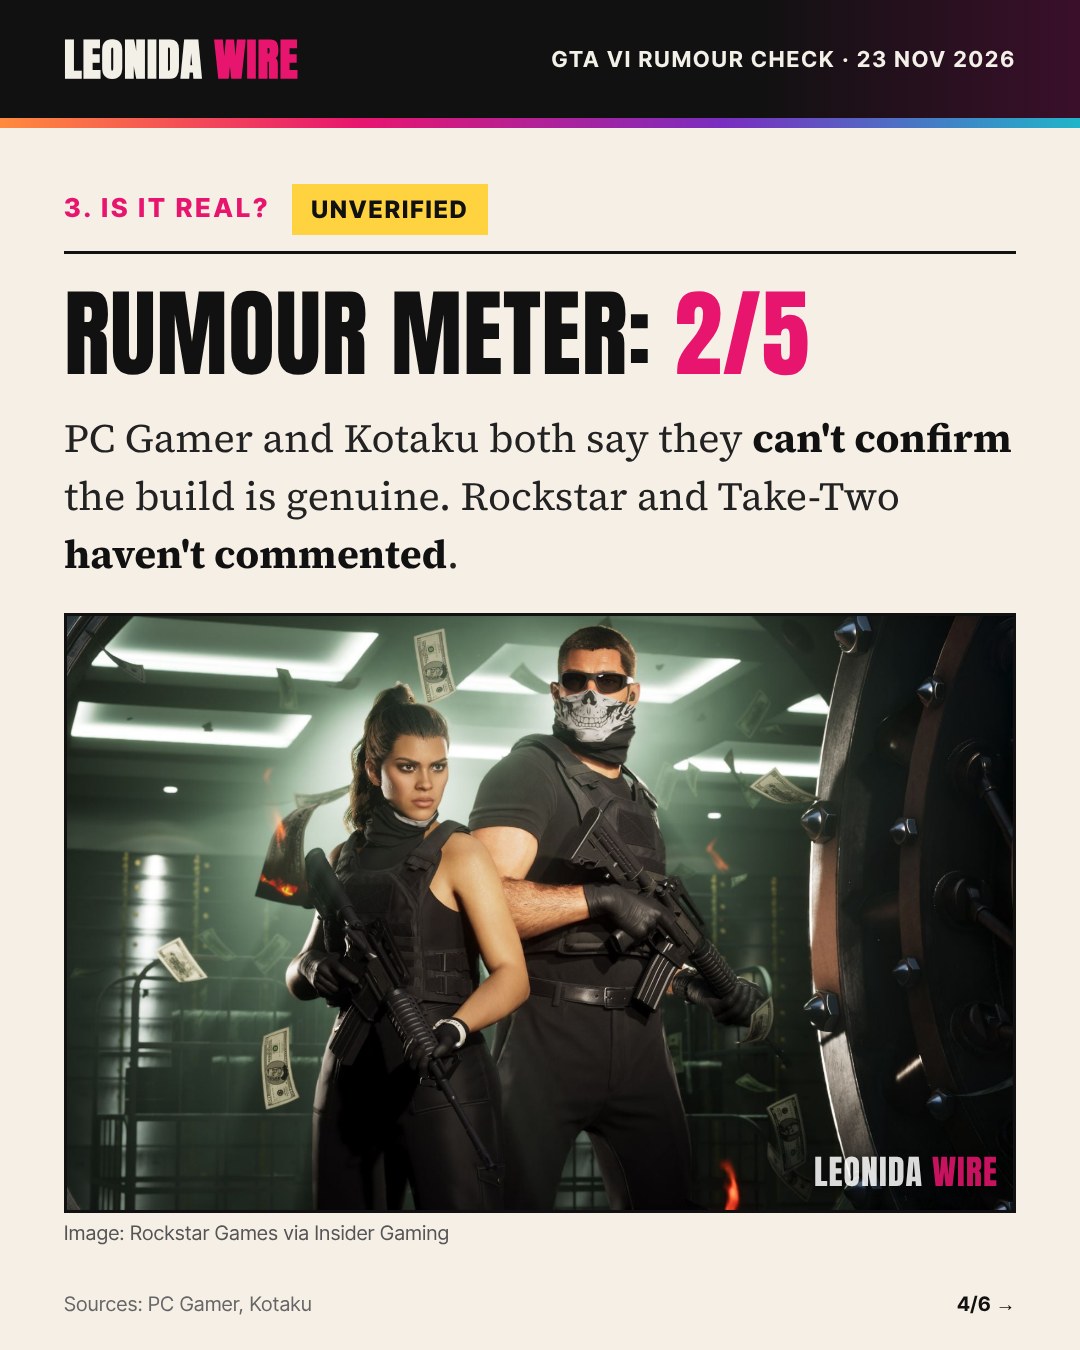 LEONIDA WIRE
GTA VI RUMOUR CHECK · 23 NOV 2026
3. IS IT REAL?
UNVERIFIED
RUMOUR METER: 2/5
PC Gamer and Kotaku both say they can't confirm
the build is genuine. Rockstar and Take-Two
haven't commented.
LEONIDA WIRE
Image: Rockstar Games via Insider Gaming
Sources: PC Gamer, Kotaku
4/6 →